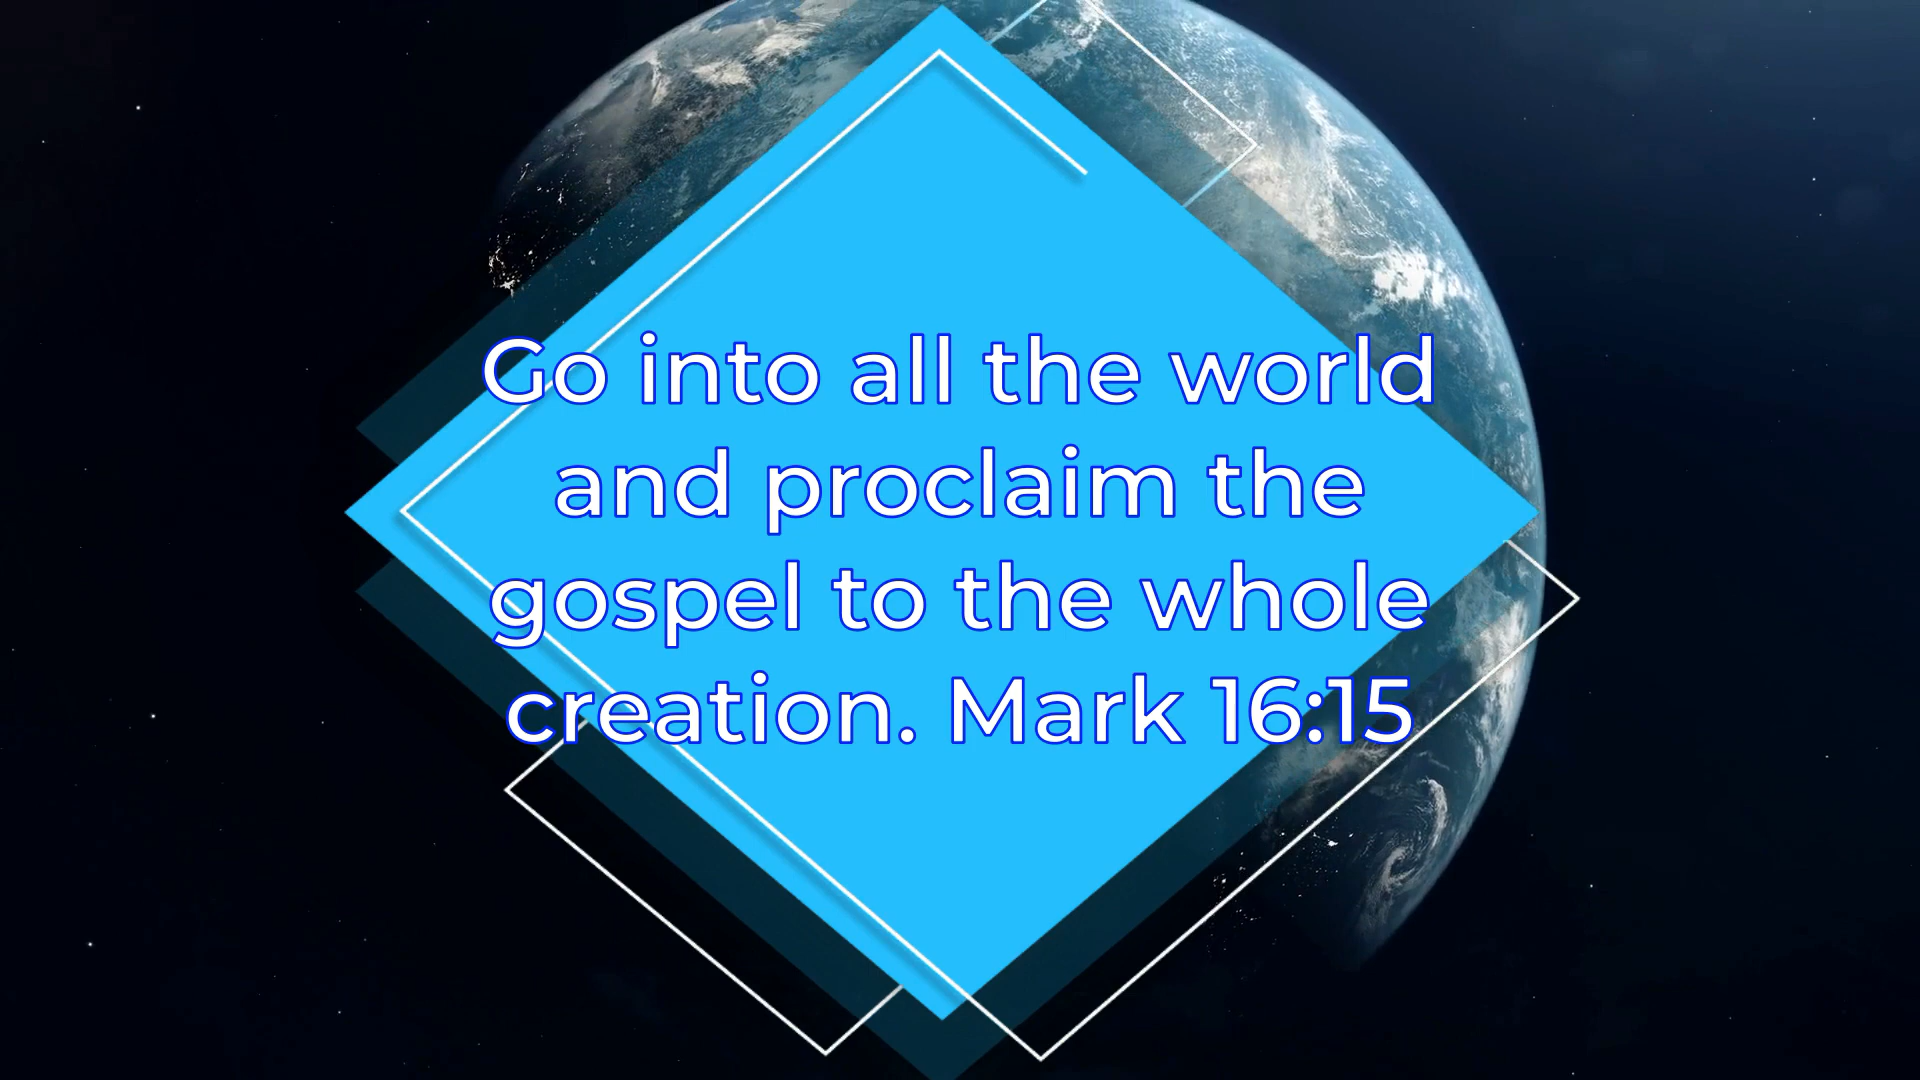 Go into all the world
and proclaim the
gospel to the whole
creation. Mark 16:15